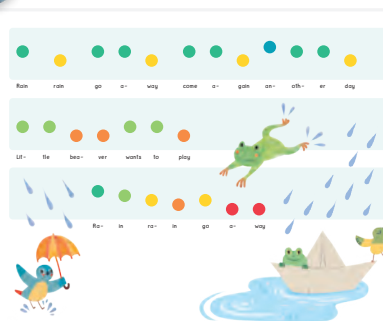 Rain rain go a- way come a- gain an- oth- er day
Lit- tle bea- ver wants to play
Ra- in ra- in go a- way